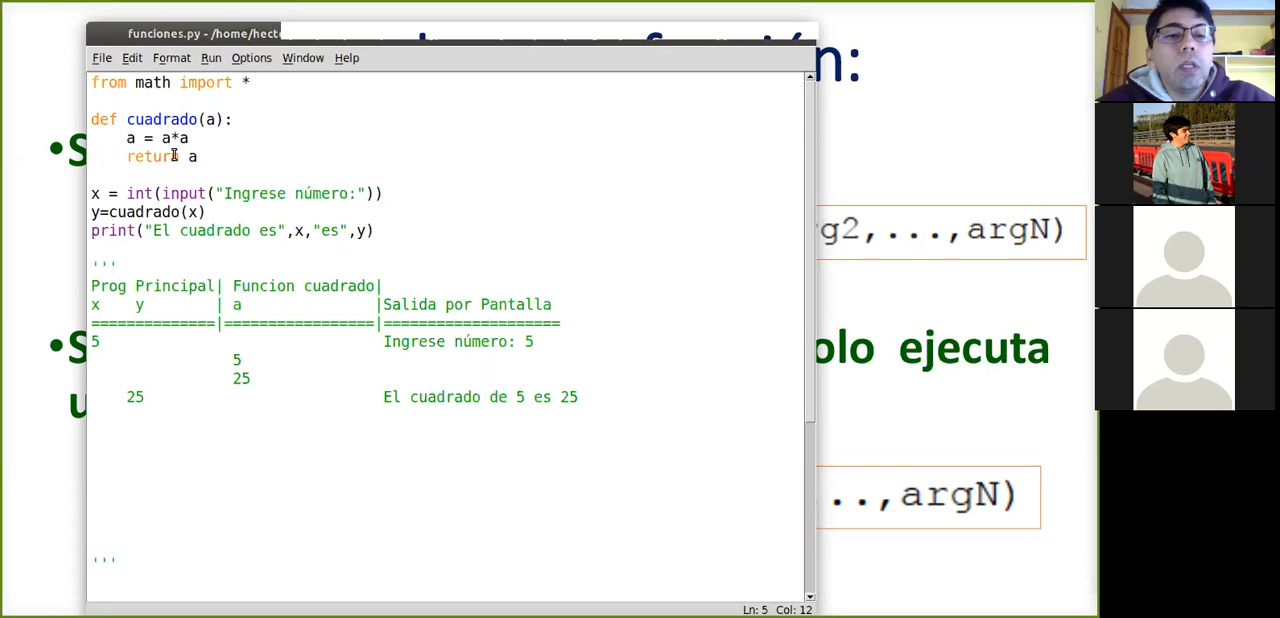 funciones.py - /home/hect
File Edit Format Run Options Window Help
from math import *
def cuadrado(a):
a = a*a
return a
x = int(input("Ingrese número:"))
y=cuadrado(x)
print("El cuadrado es",x,"es",y)
'''
Prog Principal| Funcion cuadrado|
x y | a |Salida por Pantalla
==============|=================|====================
5 Ingrese número: 5
5
25
25 El cuadrado de 5 es 25
'''
Ln: 5 Col: 12
n:
•S
rg2,...,argN)
•S
olo ejecuta
u
..,argN)